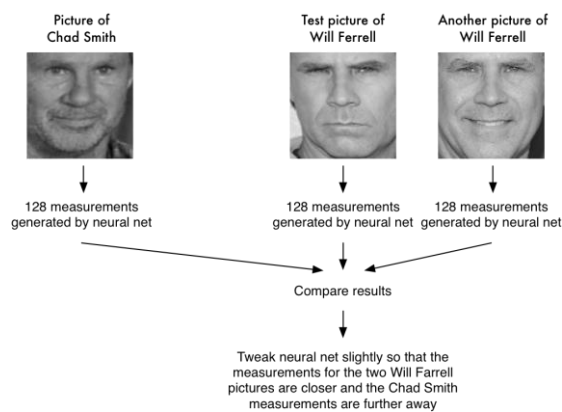 Picture of
Chad Smith
Test picture of
Will Ferrell
Another picture of
Will Ferrell
128 measurements
generated by neural net
128 measurements
generated by neural net
128 measurements
generated by neural net
Compare results
Tweak neural net slightly so that the
measurements for the two Will Farrell
pictures are closer and the Chad Smith
measurements are further away